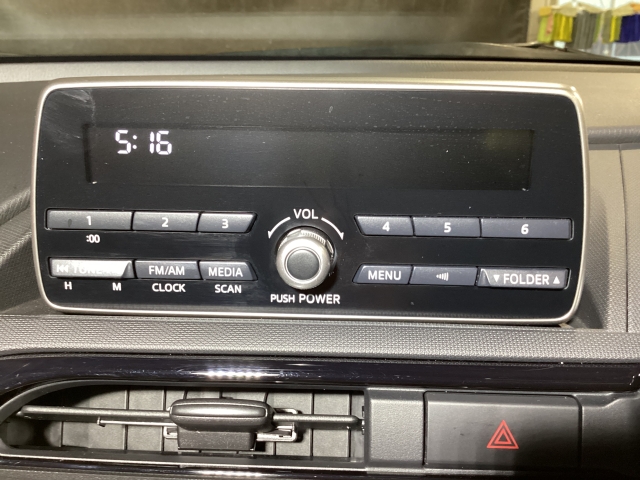 5:16
VOL
1 2 3 4 5 6
:00
TUNE FM/AM MEDIA MENU ▼ FOLDER ▲
H M CLOCK SCAN
PUSH POWER